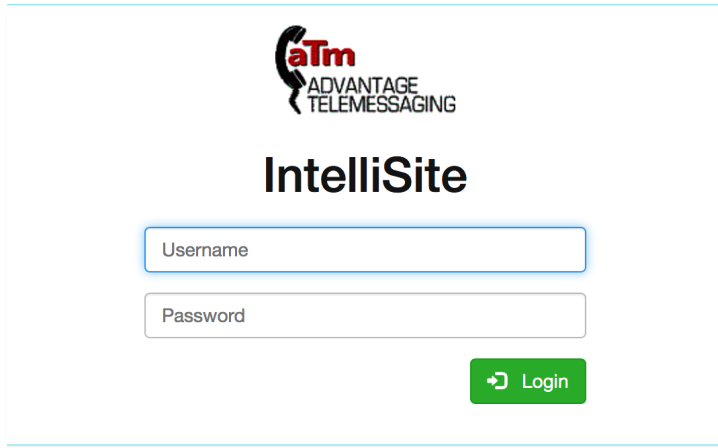 aTm
ADVANTAGE
TELEMESSAGING
IntelliSite
Username
Password
Login